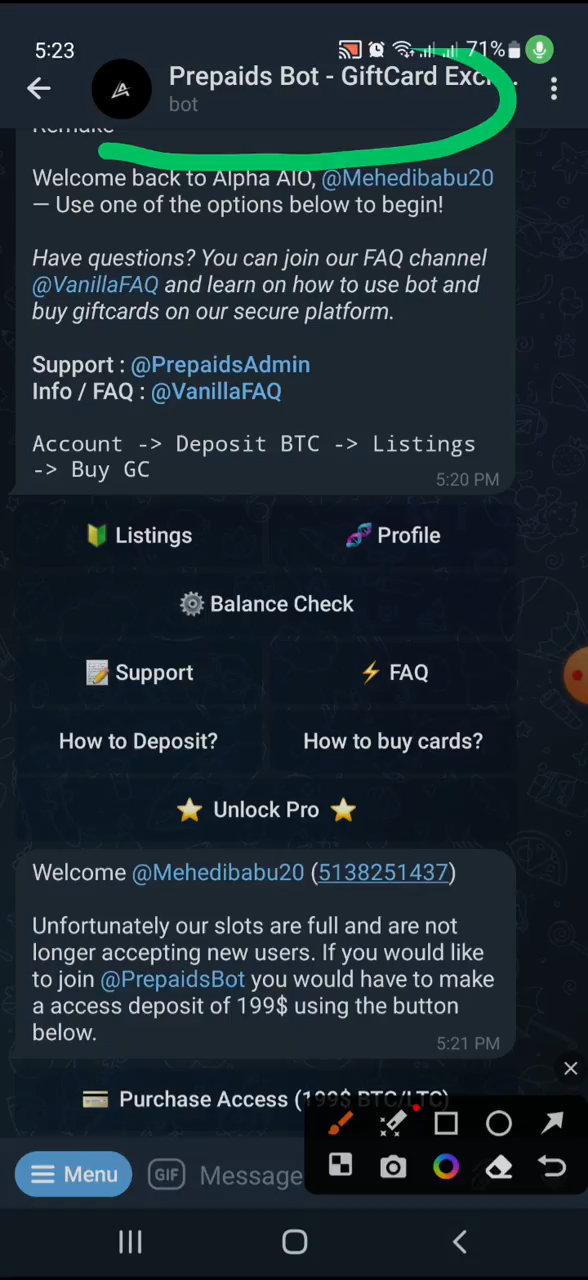 5:23
71%
Prepaids Bot - GiftCard Exc
bot
Remake
Welcome back to Alpha AIO, @Mehedibabu20
— Use one of the options below to begin!
Have questions? You can join our FAQ channel
@VanillaFAQ and learn on how to use bot and
buy giftcards on our secure platform.
Support : @PrepaidsAdmin
Info / FAQ : @VanillaFAQ
Account -> Deposit BTC -> Listings
-> Buy GC
5:20 PM
Listings
Profile
Balance Check
Support
FAQ
How to Deposit?
How to buy cards?
Unlock Pro
Welcome @Mehedibabu20 (5138251437)
Unfortunately our slots are full and are not
longer accepting new users. If you would like
to join @PrepaidsBot you would have to make
a access deposit of 199$ using the button
below.
5:21 PM
Purchase Access (199$ BTC/LTC)
Menu
GIF
Message